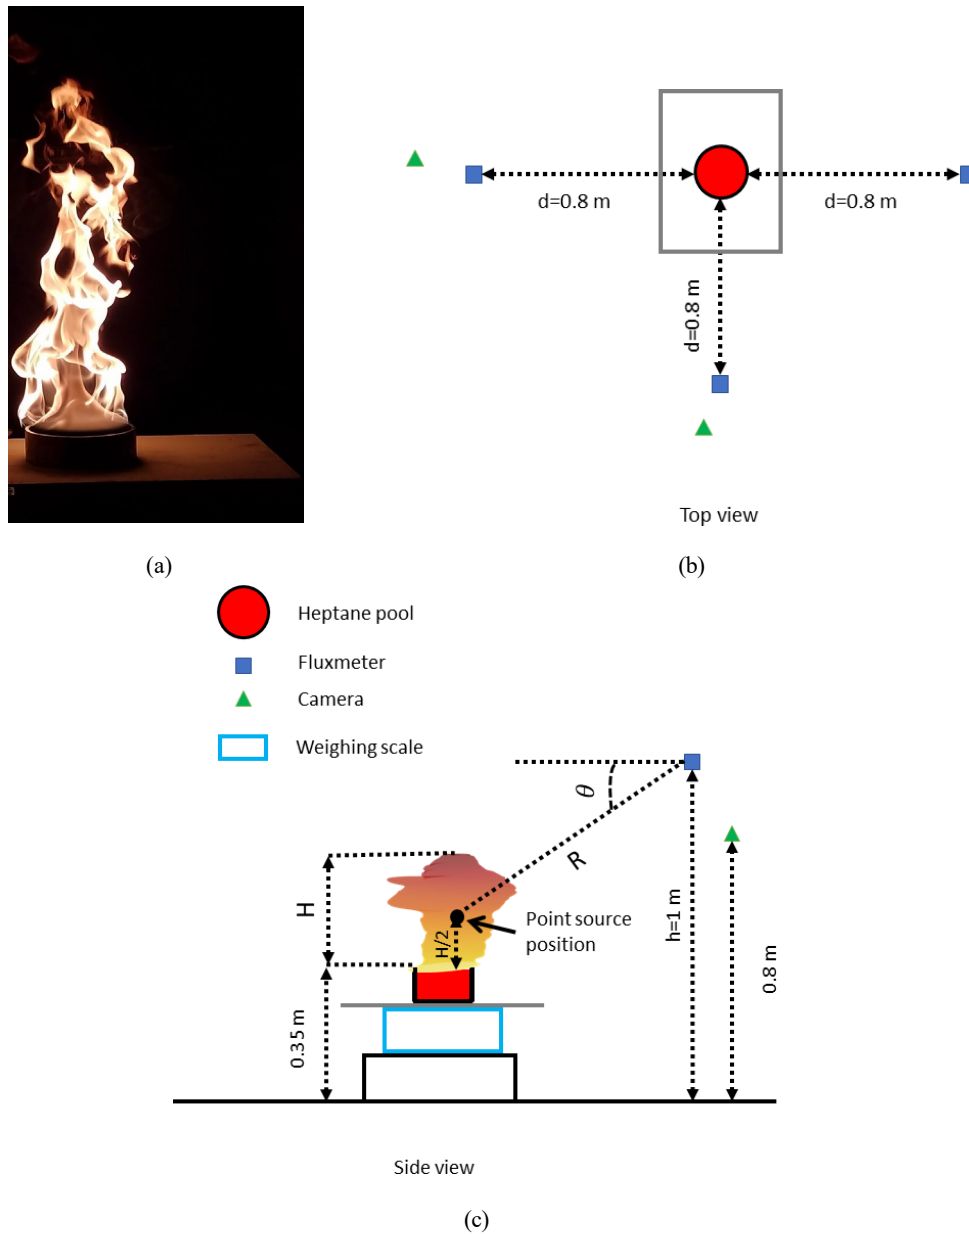 d=0.8 m
d=0.8 m
d=0.8 m
Top view
(a)
(b)
Heptane pool
Fluxmeter
Camera
Weighing scale
θ
R
H
Point source
position
H/2
h=1 m
0.8 m
0.35 m
Side view
(c)